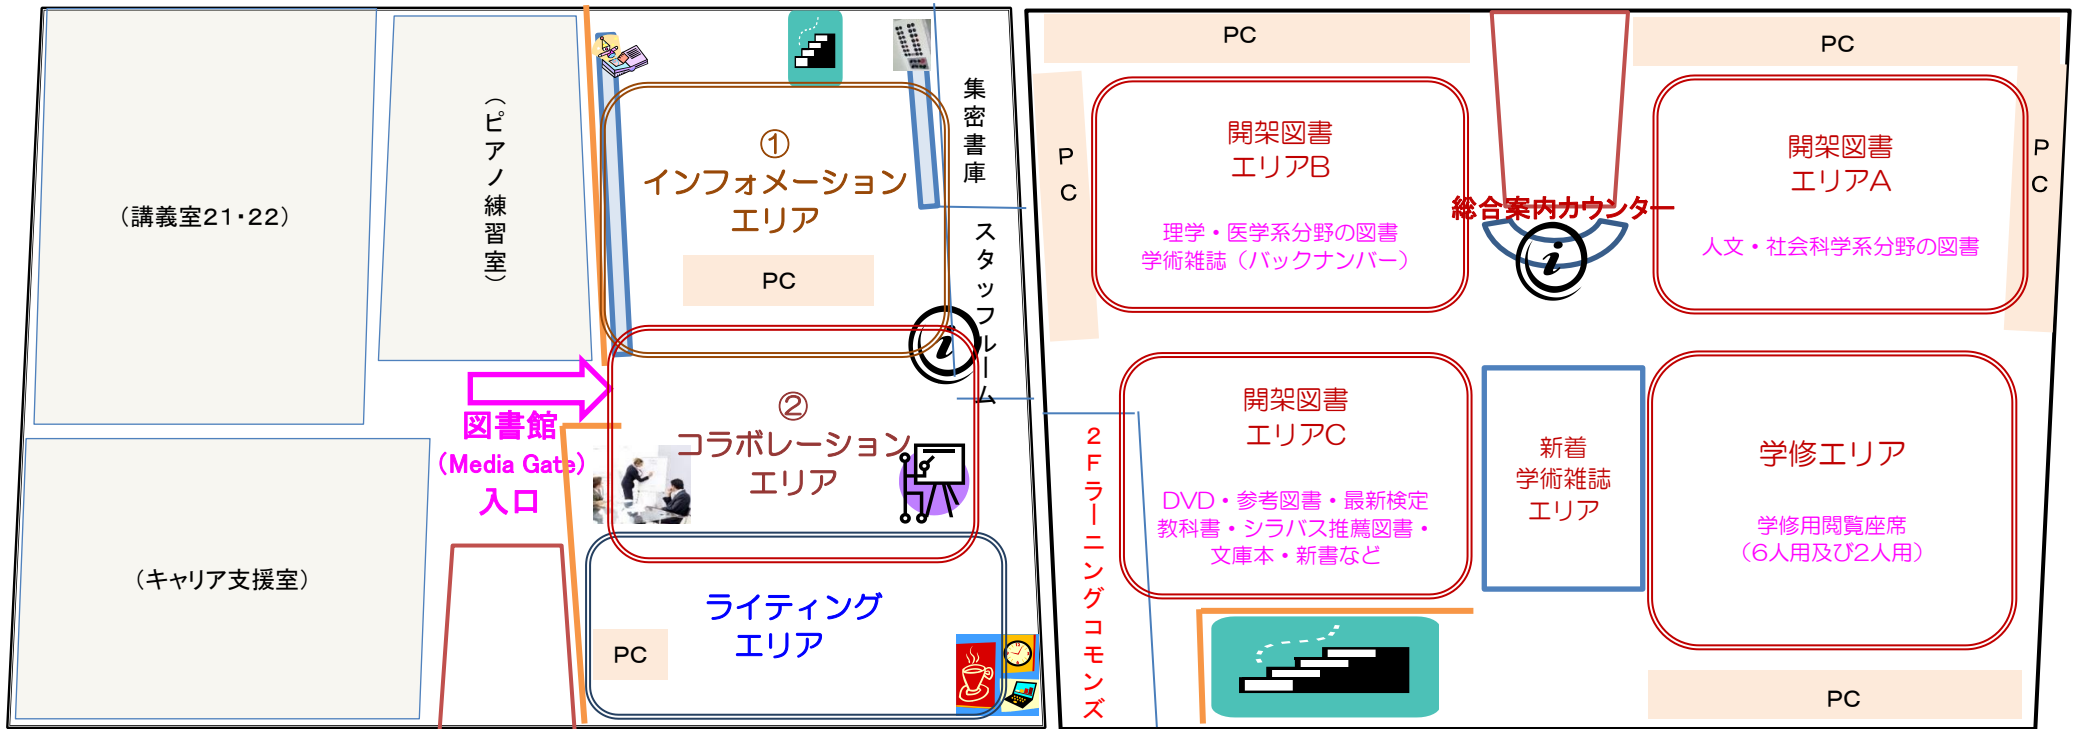 （講義室２１・２２）
（ピアノ練習室）
（キャリア支援室）
図書館
（Media Gate）
入口
①
インフォメーション
エリア
PC
②
コラボレーション
エリア
ライティング
エリア
PC
集密書庫
スタッフルーム
PC
PC
開架図書
エリアB
理学・医学系分野の図書
学術雑誌（バックナンバー）
総合案内カウンター
PC
PC
開架図書
エリアA
人文・社会科学系分野の図書
２Ｆラーニングコモンズ
開架図書
エリアC
DVD・参考図書・最新検定
教科書・シラバス推薦図書・
文庫本・新書など
新着
学術雑誌
エリア
学修エリア
学修用閲覧座席
（6人用及び2人用）
PC